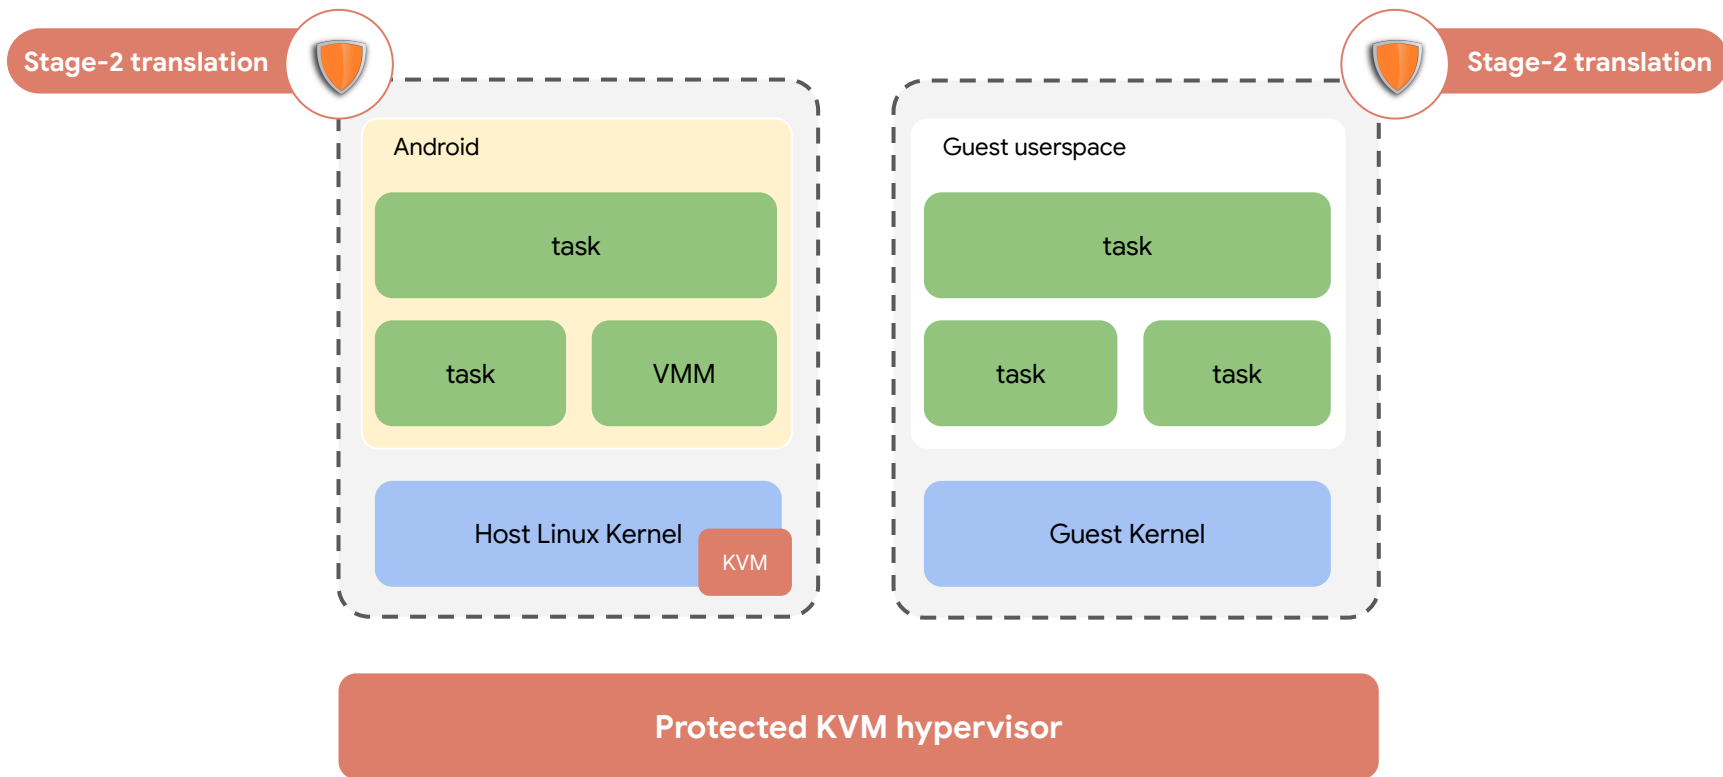 Stage-2 translation
Stage-2 translation
Android
task
task
VMM
Host Linux Kernel
KVM
Guest userspace
task
task
task
Guest Kernel
Protected KVM hypervisor